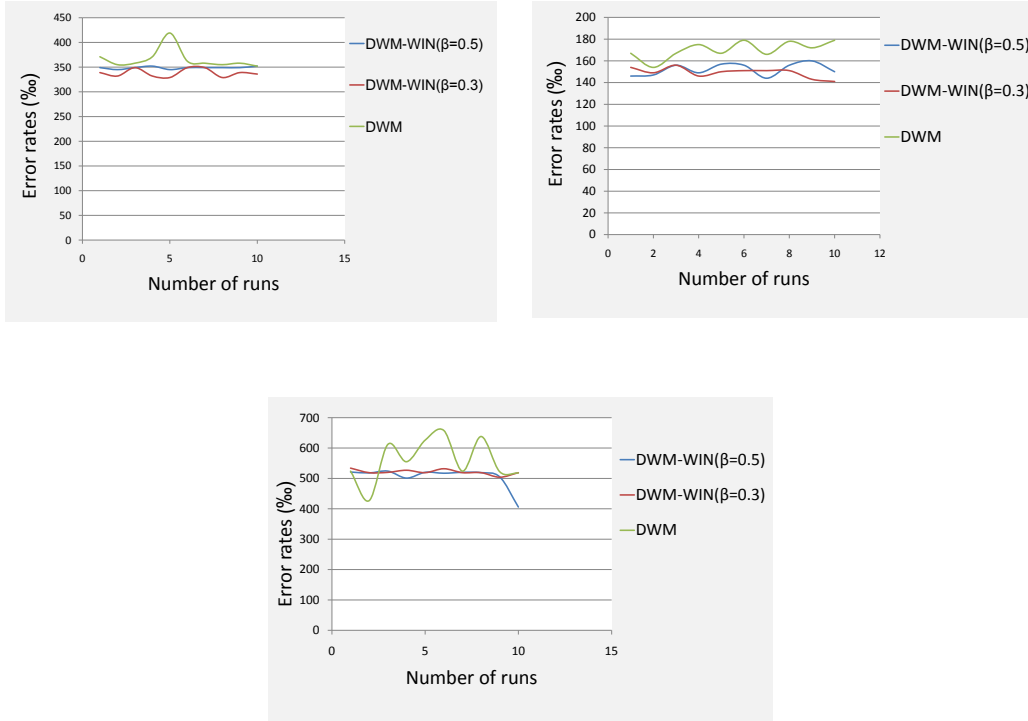 450
400
350
300
250
200
150
100
50
0
0
5
10
15
Error rates (‰)
Number of runs
DWM-WIN(β=0.5)
DWM-WIN(β=0.3)
DWM
200
180
160
140
120
100
80
60
40
20
0
0
2
4
6
8
10
12
Error rates (‰)
Number of runs
DWM-WIN(β=0.5)
DWM-WIN(β=0.3)
DWM
700
600
500
400
300
200
100
0
0
5
10
15
Error rates (‰)
Number of runs
DWM-WIN(β=0.5)
DWM-WIN(β=0.3)
DWM